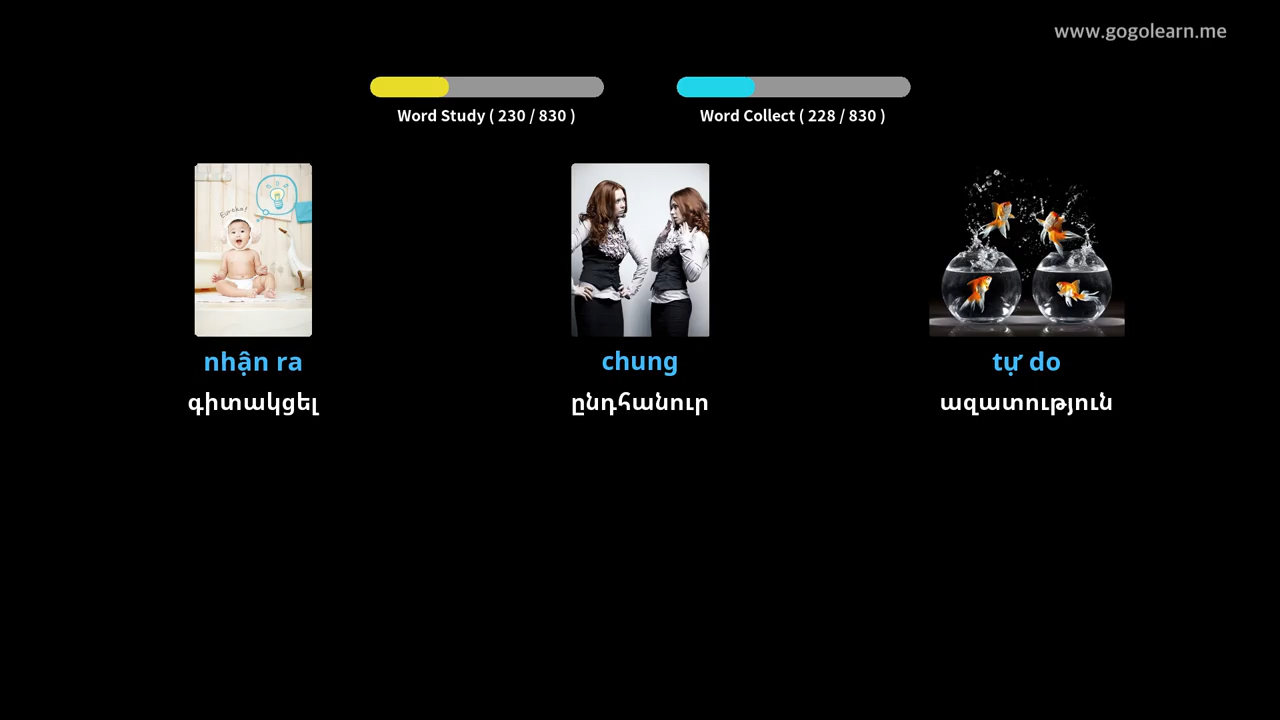 www.gogolearn.me
Word Study ( 230 / 830 )
Word Collect ( 228 / 830 )
Eureka!
nhận ra
chung
tự do
գիտակցել
ընդհանուր
ազատություն